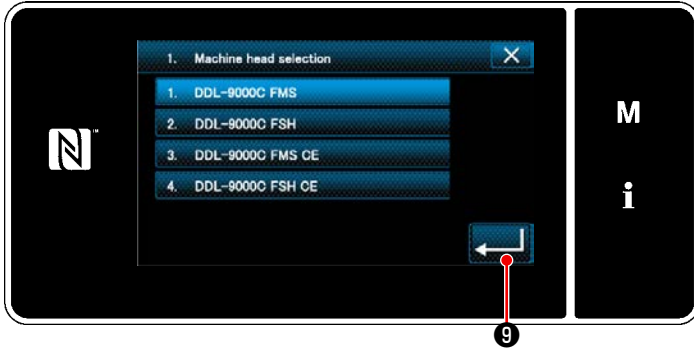 1. Machine head selection
1. DDL-9000C FMS
2. DDL-9000C FSH
3. DDL-9000C FMS CE
4. DDL-9000C FSH CE
M
i
❾